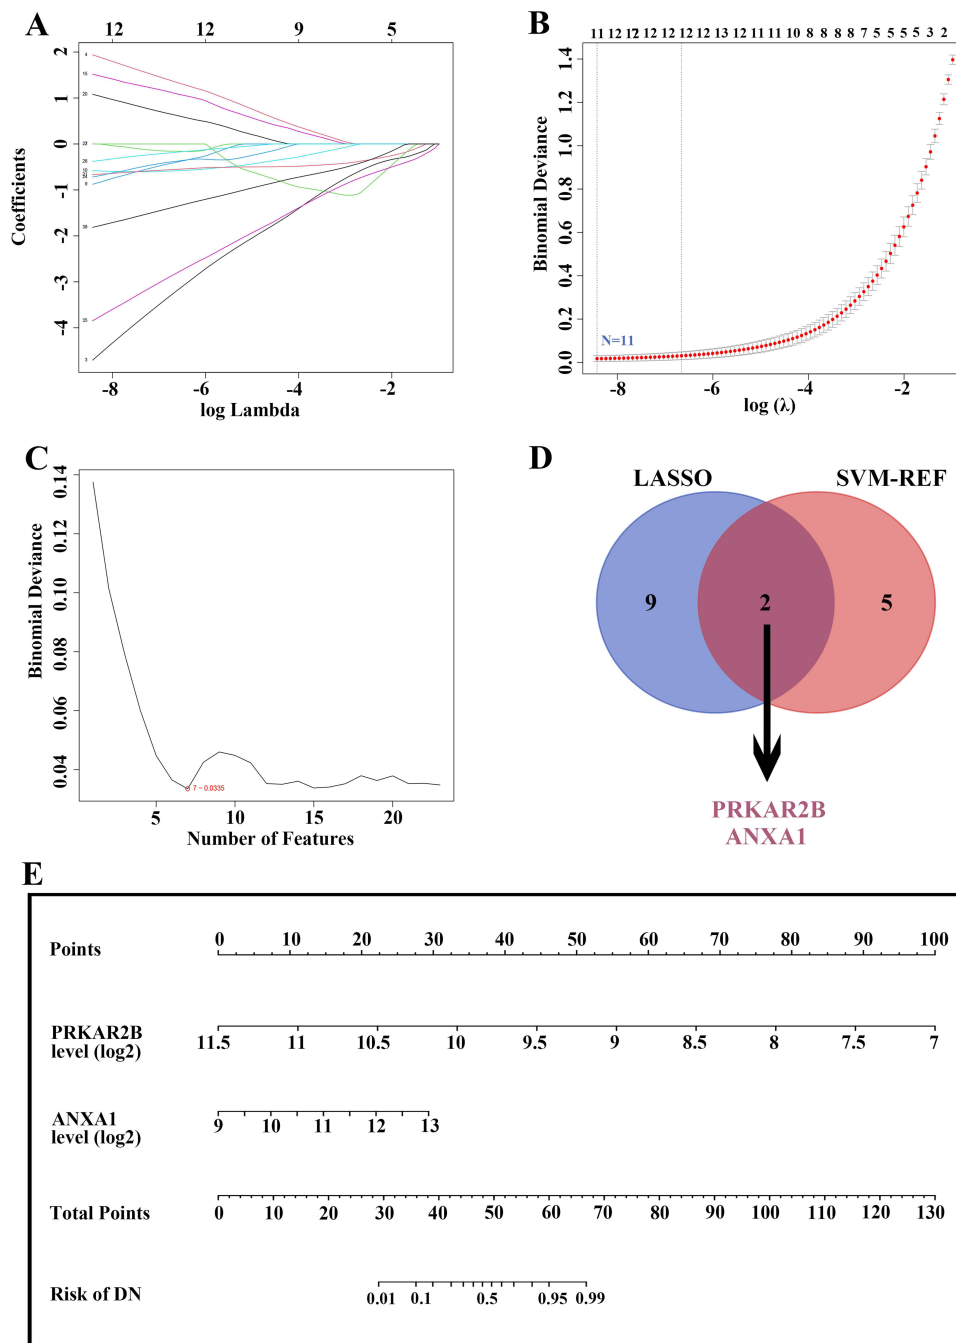 A
12 12 9 5
2
1
0
-1
-2
-3
-4
Coefficients
4
15
20
38
35
3
-8 -6 -4 -2
log Lambda
B
11 12 12 12 12 12 12 13 12 11 11 10 8 8 8 8 7 5 5 5 5 3 2
1.4
1.2
1.0
0.8
0.6
0.4
0.2
0.0
Binomial Deviance
N=11
-8 -6 -4 -2
log (λ)
C
0.14
0.12
0.10
0.08
0.06
0.04
Binomial Deviance
7 − 0.0335
5 10 15 20
Number of Features
D
LASSO SVM-REF
9 2 5
PRKAR2B
ANXA1
E
Points
0 10 20 30 40 50 60 70 80 90 100
PRKAR2B
level (log2)
11.5 11 10.5 10 9.5 9 8.5 8 7.5 7
ANXA1
level (log2)
9 10 11 12 13
Total Points
0 10 20 30 40 50 60 70 80 90 100 110 120 130
Risk of DN
0.01 0.1 0.5 0.95 0.99